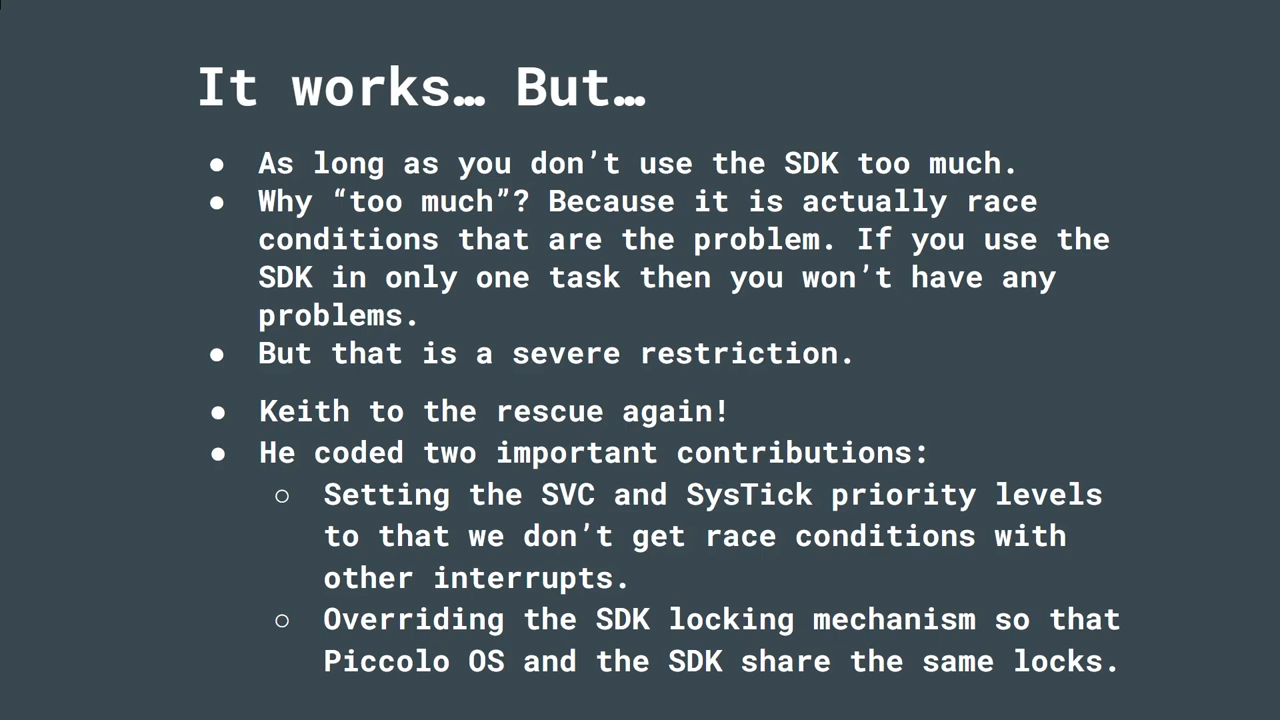 It works… But…
● As long as you don’t use the SDK too much.
● Why “too much”? Because it is actually race
conditions that are the problem. If you use the
SDK in only one task then you won’t have any
problems.
● But that is a severe restriction.
● Keith to the rescue again!
● He coded two important contributions:
○ Setting the SVC and SysTick priority levels
to that we don’t get race conditions with
other interrupts.
○ Overriding the SDK locking mechanism so that
Piccolo OS and the SDK share the same locks.